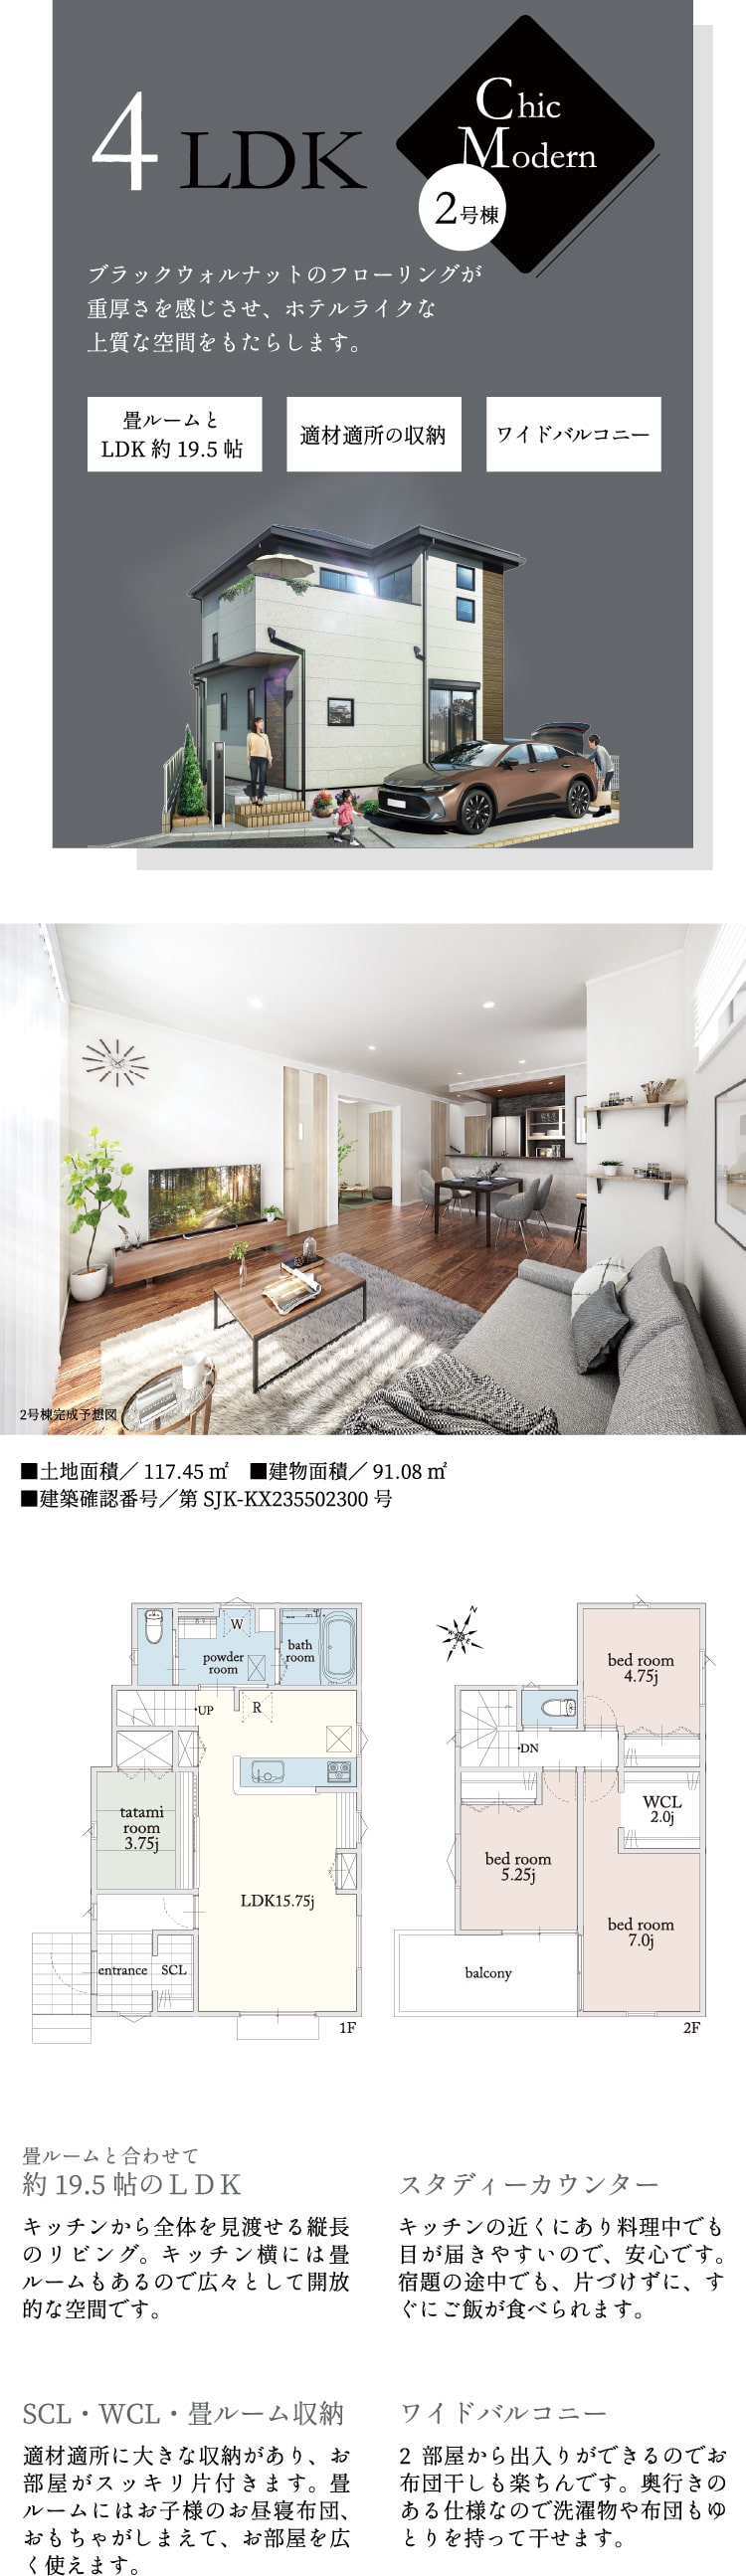 4 LDK
Chic
Modern
2号棟
ブラックウォルナットのフローリングが
重厚さを感じさせ、ホテルライクな
上質な空間をもたらします。
畳ルームと
LDK 約 19.5 帖
適材適所の収納
ワイドバルコニー
2号棟完成予想図
■土地面積／ 117.45 ㎡ ■建物面積／ 91.08 ㎡
■建築確認番号／第 SJK-KX235502300 号
W
powder
room
bath
room
UP
R
tatami
room
3.75j
LDK15.75j
entrance
SCL
1F
N
bed room
4.75j
DN
WCL
2.0j
bed room
5.25j
bed room
7.0j
balcony
2F
畳ルームと合わせて
約 19.5 帖のＬＤＫ
キッチンから全体を見渡せる縦長
のリビング。キッチン横には畳
ルームもあるので広々として開放
的な空間です。
スタディーカウンター
キッチンの近くにあり料理中でも
目が届きやすいので、安心です。
宿題の途中でも、片づけずに、す
ぐにご飯が食べられます。
SCL・WCL・畳ルーム収納
適材適所に大きな収納があり、お
部屋がスッキリ片付きます。畳
ルームにはお子様のお昼寝布団、
おもちゃがしまえて、お部屋を広
く使えます。
ワイドバルコニー
2 部屋から出入りができるのでお
布団干しも楽ちんです。奥行きの
ある仕様なので洗濯物や布団もゆ
とりを持って干せます。